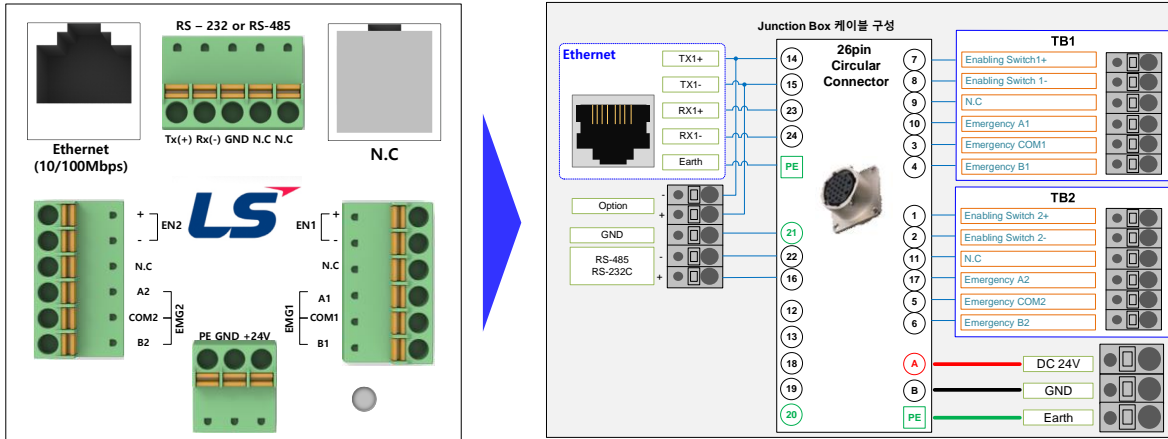 RS – 232 or RS-485
Tx(+) Rx(-) GND N.C N.C
Ethernet
(10/100Mbps)
N.C
LS
+
-
EN2
N.C
A2
COM2
B2
EMG2
EN1
+
-
N.C
A1
COM1
B1
EMG1
PE GND +24V
Junction Box 케이블 구성
Ethernet
TX1+
TX1-
RX1+
RX1-
Earth
Option
-
+
GND
RS-485
RS-232C
-
+
26pin
Circular
Connector
14
15
23
24
PE
21
22
16
12
13
18
19
20
7
8
9
10
3
4
1
2
11
17
5
6
A
B
PE
TB1
Enabling Switch1+
Enabling Switch 1-
N.C
Emergency A1
Emergency COM1
Emergency B1
TB2
Enabling Switch 2+
Enabling Switch 2-
N.C
Emergency A2
Emergency COM2
Emergency B2
DC 24V
GND
Earth